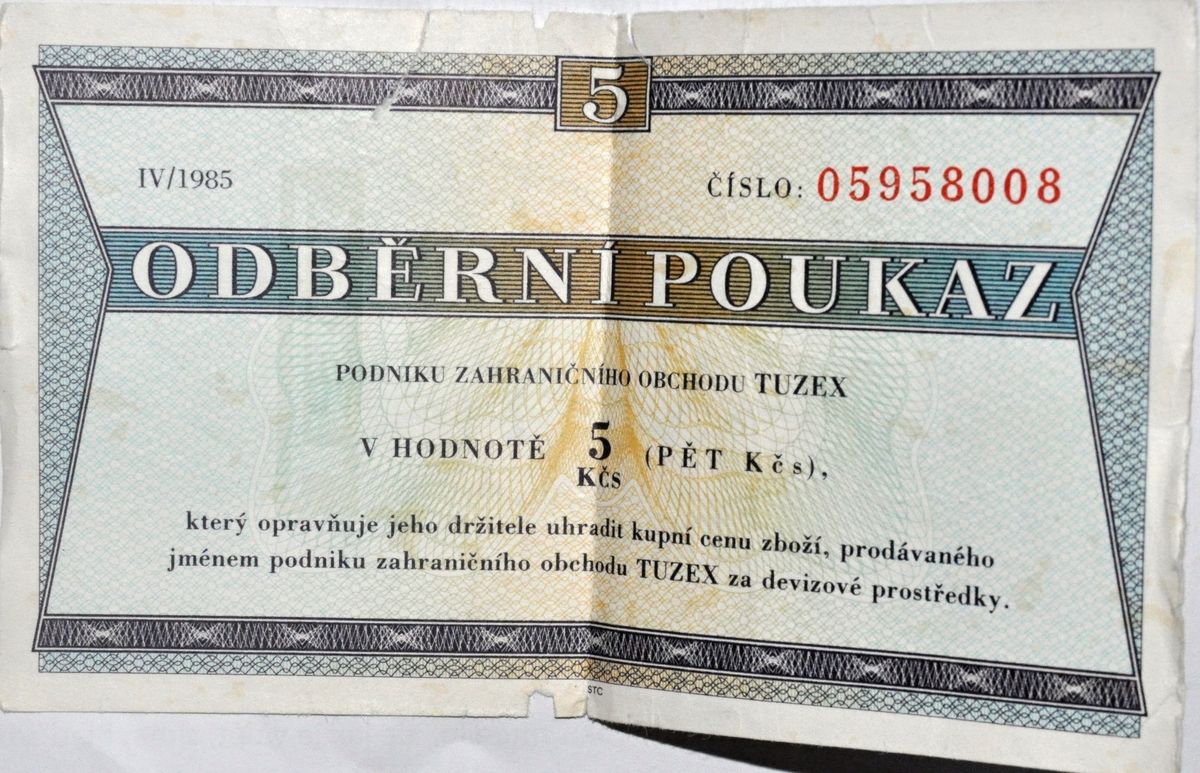 5
IV/1985
ČÍSLO: 05958008
ODBĚRNÍ POUKAZ
PODNIKU ZAHRANIČNÍHO OBCHODU TUZEX
V HODNOTĚ 5 Kčs (PĚT Kčs),
který opravňuje jeho držitele uhradit kupní cenu zboží, prodávaného
jménem podniku zahraničního obchodu TUZEX za devizové prostředky.
STC